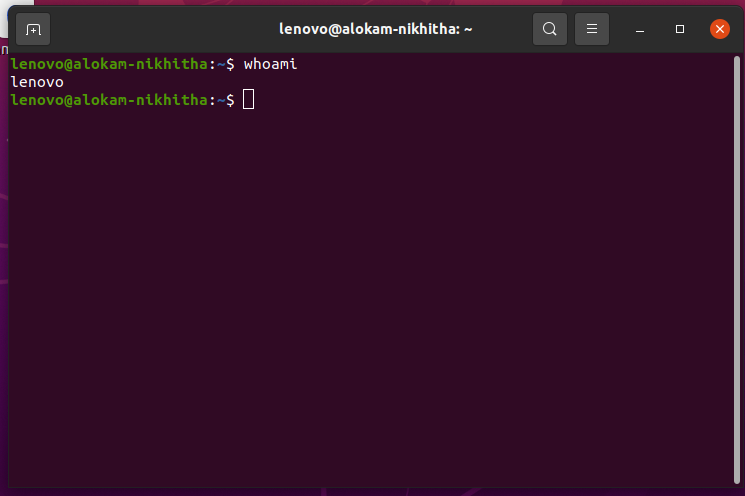 lenovo@alokam-nikhitha: ~
n
lenovo@alokam-nikhitha:~$ whoami
lenovo
lenovo@alokam-nikhitha:~$